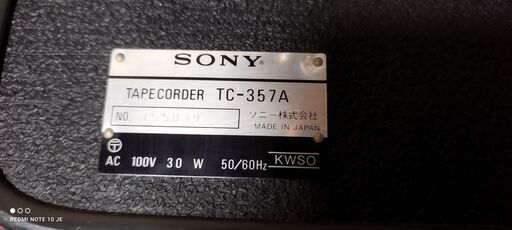 SONY
TAPECORDER TC-357A
NO.
ソニー株式会社
MADE IN JAPAN
T
AC 100V 30 W 50/60Hz KWSO
REDMI NOTE 10 JE